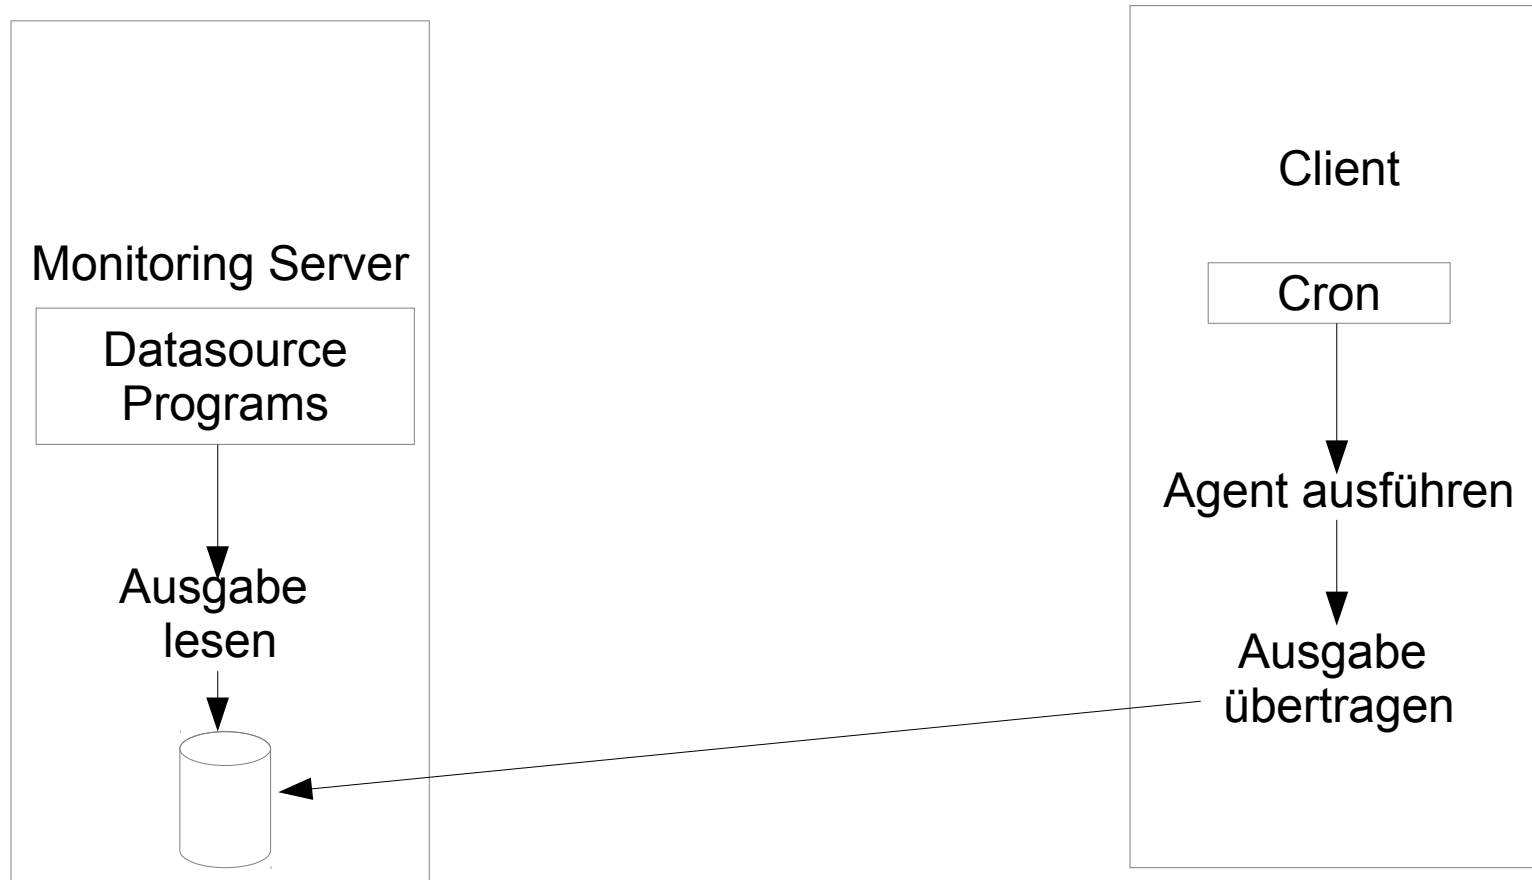 Monitoring Server
Datasource
Programs
Ausgabe
lesen
Client
Cron
Agent ausführen
Ausgabe
übertragen